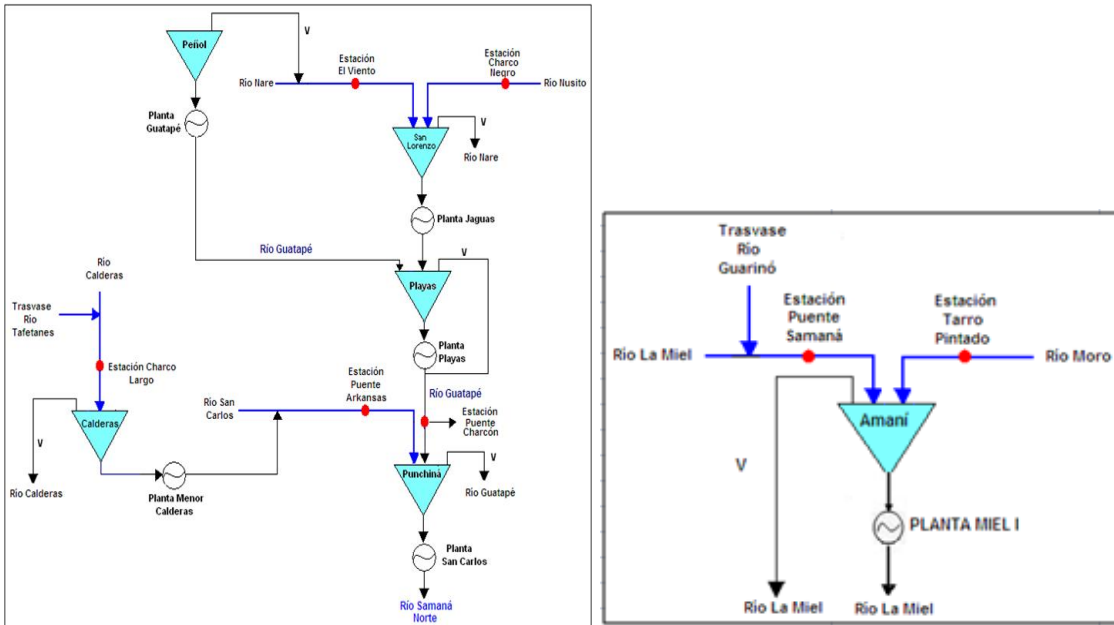 Peñol
V
Estación
El Viento
Estación
Charco
Negro
Río Nare
Río Nusito
Planta
Guatapé
San
Lorenzo
V
Río Nare
Planta Jaguas
Río Guatapé
V
Río
Calderas
Playas
Trasvase
Río
Tafetanes
Planta
Playas
Estación Charco
Largo
Estación
Puente
Arkansas
Río Guatapé
Río San
Carlos
Estación
Puente
Charcón
Calderas
V
Punchiná
V
Río Calderas
Planta Menor
Calderas
Río Guatapé
Planta
San Carlos
Río Samaná
Norte
Trasvase
Río
Guarinó
Estación
Puente
Samaná
Estación
Tarro
Pintado
Río La Miel
Río Moro
Amaní
V
PLANTA MIEL I
Río La Miel
Río La Miel